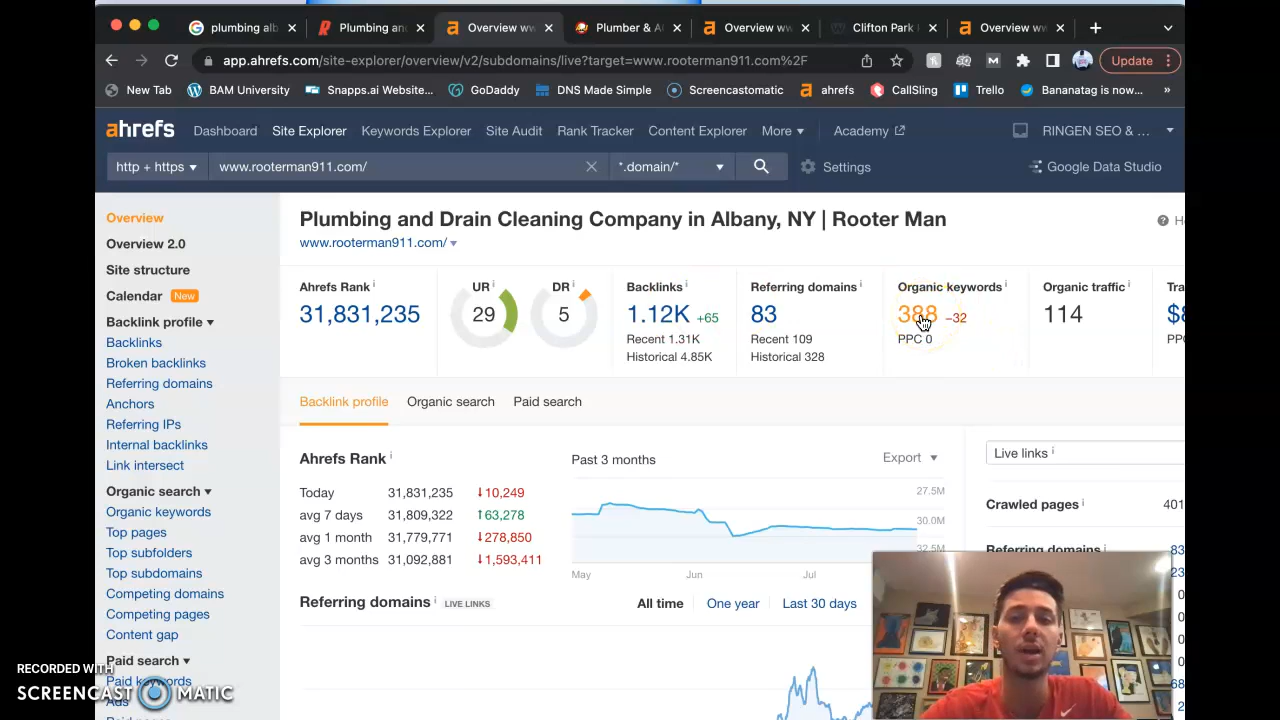 plumbing alb
Plumbing and
Overview ww
Plumber & Al
Overview ww
Clifton Park
Overview ww
app.ahrefs.com/site-explorer/overview/v2/subdomains/live?target=www.rooterman911.com%2F
Update
New Tab
BAM University
Snapps.ai Website...
GoDaddy
DNS Made Simple
Screencastomatic
ahrefs
CallSling
Trello
Bananatag is now...
»
ahrefs
Dashboard
Site Explorer
Keywords Explorer
Site Audit
Rank Tracker
Content Explorer
More
Academy
RINGEN SEO & ...
http + https
www.rooterman911.com/
*.domain/*
Settings
Google Data Studio
Overview
Overview 2.0
Site structure
Calendar New
Backlink profile
Backlinks
Broken backlinks
Referring domains
Anchors
Referring IPs
Internal backlinks
Link intersect
Organic search
Organic keywords
Top pages
Top subfolders
Top subdomains
Competing domains
Competing pages
Content gap
Paid search
Paid keywords
Ads
Plumbing and Drain Cleaning Company in Albany, NY | Rooter Man
www.rooterman911.com/
Ahrefs Rank i
31,831,235
UR i
29
DR i
5
Backlinks i
1.12K +65
Recent 1.31K
Historical 4.85K
Referring domains i
83
Recent 109
Historical 328
Organic keywords i
388 −32
PPC 0
Organic traffic i
114
Backlink profile
Organic search
Paid search
Ahrefs Rank i
Today 31,831,235 ↓10,249
avg 7 days 31,809,322 ↑63,278
avg 1 month 31,779,771 ↓278,850
avg 3 months 31,092,881 ↓1,593,411
Past 3 months
Export
27.5M
30.0M
32.5M
May Jun Jul
Live links i
Crawled pages i 401
Referring domains i 83
Referring domains i LIVE LINKS
All time One year Last 30 days
RECORDED WITH
SCREENCAST MATIC